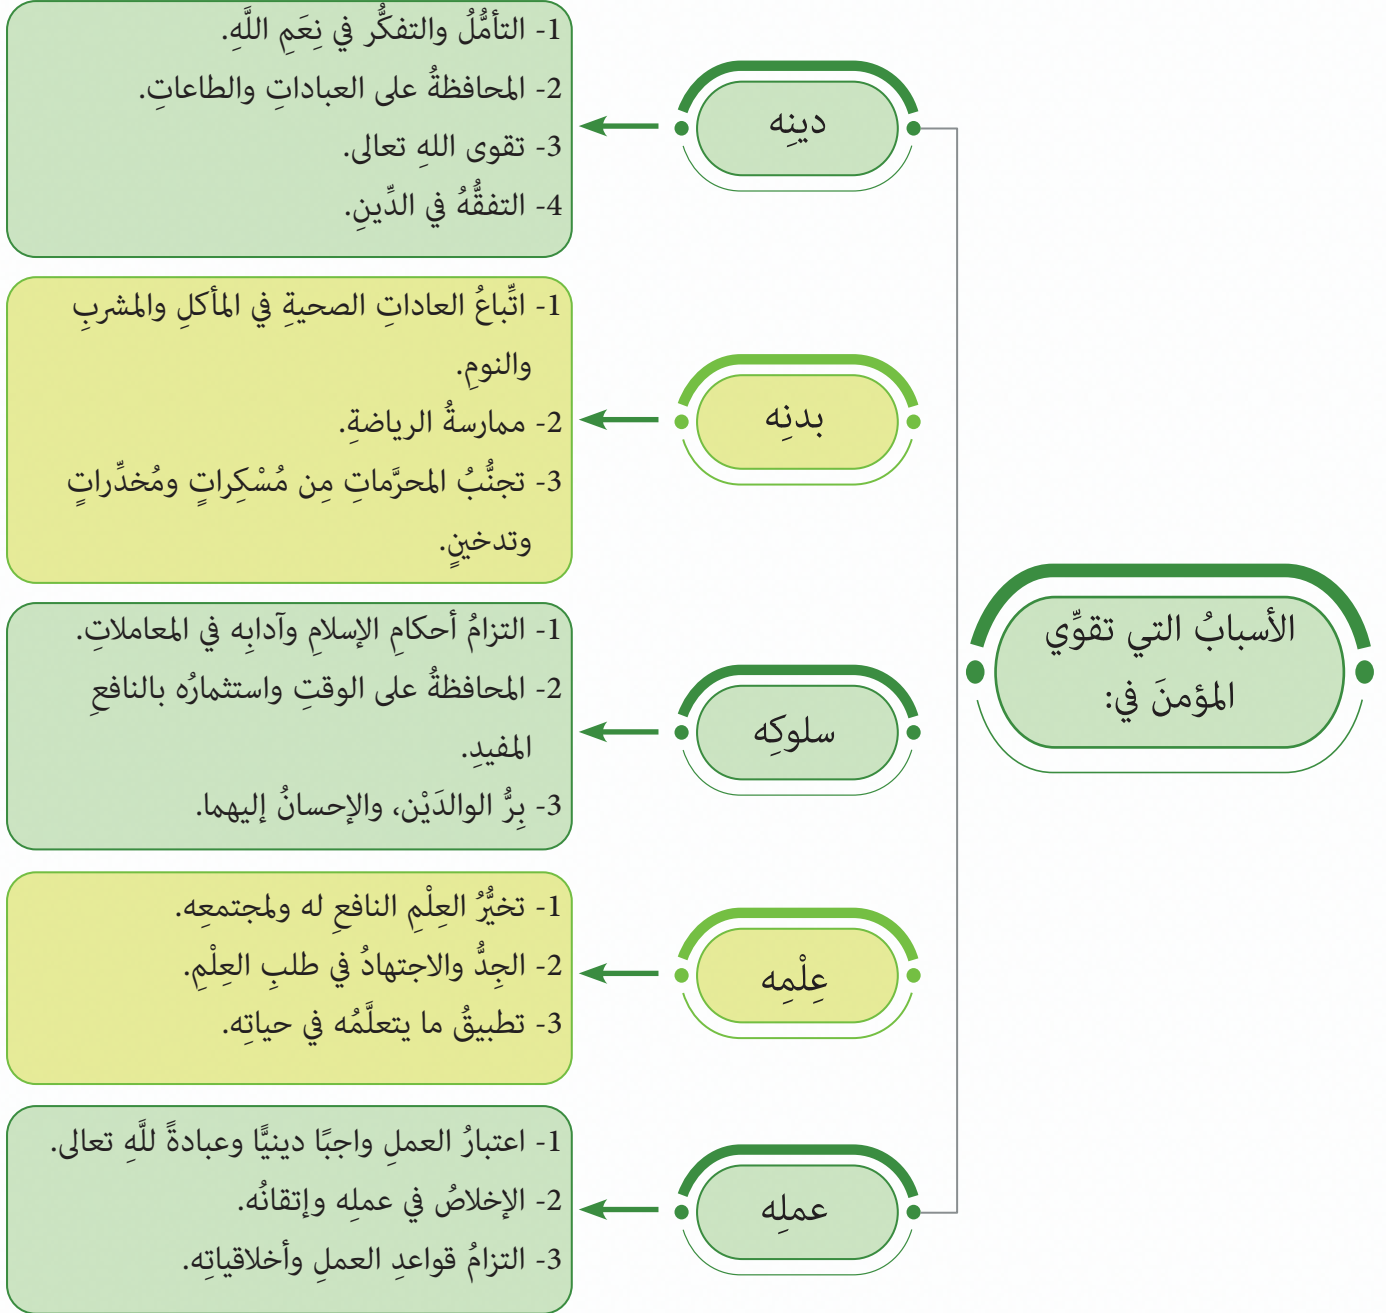 الأسبابُ التي تقوِّي
المؤمنَ في:
دينِه
1- التأمُّلُ والتفكُّر في نِعَمِ اللَّهِ.
2- المحافظةُ على العباداتِ والطاعاتِ.
3- تقوى اللهِ تعالى.
4- التفقُّهُ في الدِّينِ.
بدنِه
1- اتِّباعُ العاداتِ الصحيةِ في المأكلِ والمشربِ
والنومِ.
2- ممارسةُ الرياضةِ.
3- تجنُّبُ المحرَّماتِ مِن مُسْكِراتٍ ومُخدِّراتٍ
وتدخينٍ.
سلوكِه
1- التزامُ أحكامِ الإسلامِ وآدابِه في المعاملاتِ.
2- المحافظةُ على الوقتِ واستثمارُه بالنافعِ
المفيدِ.
3- بِرُّ الوالدَيْن، والإحسانُ إليهما.
عِلْمِه
1- تخيُّرُ العِلْمِ النافعِ له ولمجتمعِه.
2- الجِدُّ والاجتهادُ في طلبِ العِلْمِ.
3- تطبيقُ ما يتعلَّمُه في حياتِه.
عملِه
1- اعتبارُ العملِ واجبًا دينيًّا وعبادةً للَّهِ تعالى.
2- الإخلاصُ في عملِه وإتقانُه.
3- التزامُ قواعدِ العملِ وأخلاقياتِه.